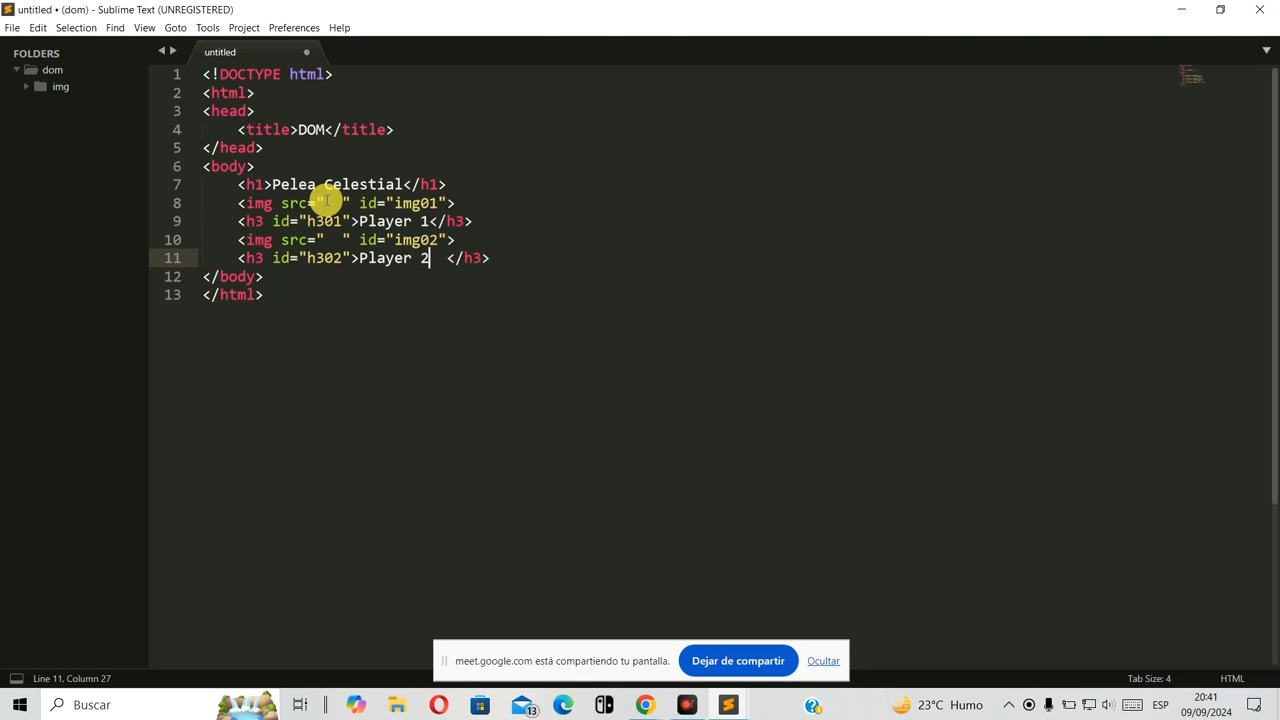 untitled • (dom) - Sublime Text (UNREGISTERED)
File Edit Selection Find View Goto Tools Project Preferences Help
FOLDERS
dom
img
untitled
1 <!DOCTYPE html>
2 <html>
3 <head>
4 <title>DOM</title>
5 </head>
6 <body>
7 <h1>Pelea Celestial</h1>
8 <img src="  " id="img01">
9 <h3 id="h301">Player 1</h3>
10 <img src="  " id="img02">
11 <h3 id="h302">Player 2  </h3>
12 </body>
13 </html>
meet.google.com está compartiendo tu pantalla. Dejar de compartir Ocultar
Line 11, Column 27 Tab Size: 4 HTML
Buscar 13 23°C Humo ESP 20:41
09/09/2024